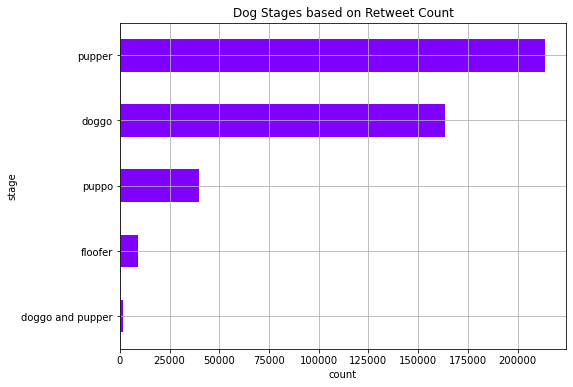 Dog Stages based on Retweet Count
pupper
doggo
puppo
floofer
doggo and pupper
stage
0 25000 50000 75000 100000 125000 150000 175000 200000
count